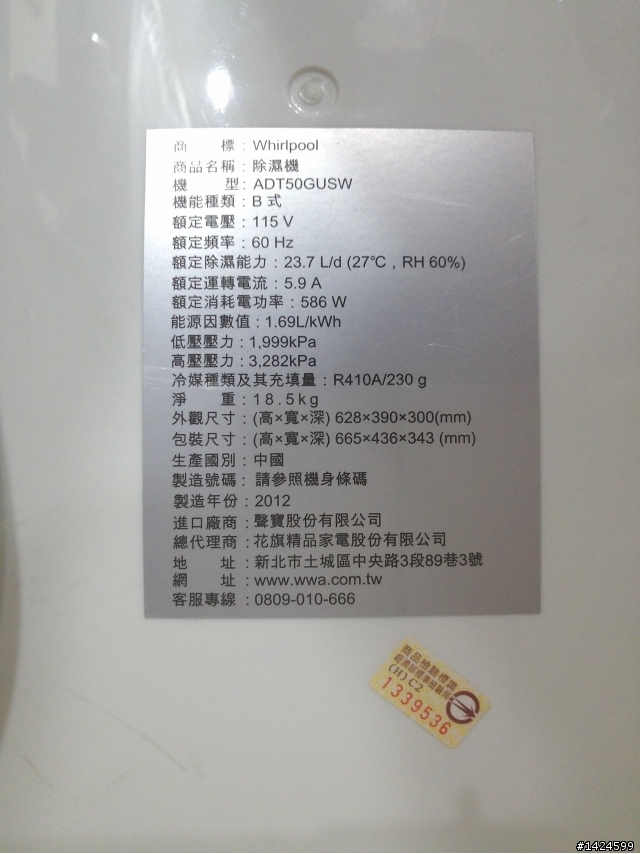 商標：Whirlpool
商品名稱：除濕機
機型：ADT50GUSW
機能種類：B 式
額定電壓：115 V
額定頻率：60 Hz
額定除濕能力：23.7 L/d (27℃，RH 60%)
額定運轉電流：5.9 A
額定消耗電功率：586 W
能源因數值：1.69L/kWh
低壓壓力：1,999kPa
高壓壓力：3,282kPa
冷媒種類及其充填量：R410A/230 g
淨重：18.5kg
外觀尺寸：(高×寬×深) 628×390×300(mm)
包裝尺寸：(高×寬×深) 665×436×343 (mm)
生產國別：中國
製造號碼：請參照機身條碼
製造年份：2012
進口廠商：聲寶股份有限公司
總代理商：花旗精品家電股份有限公司
地址：新北市土城區中央路3段89巷3號
網址：www.wwa.com.tw
客服專線：0809-010-666
商品檢驗標識
經濟部標準檢驗局
(H) C2
1339536
#1424599